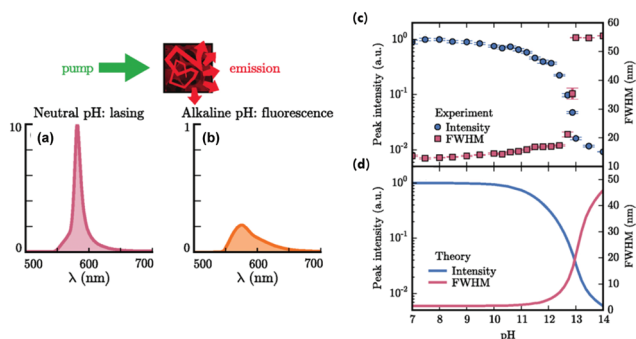 pump
emission
Neutral pH: lasing
Alkaline pH: fluorescence
(a)
10
0
500
600
700
λ (nm)
(b)
1
0
500
600
700
λ (nm)
(c)
Peak intensity (a.u.)
10⁰
10⁻¹
10⁻²
Experiment
Intensity
FWHM
60
50
40
30
20
10
FWHM (nm)
(d)
Peak intensity (a.u.)
10⁰
10⁻¹
10⁻²
Theory
Intensity
FWHM
50
40
30
20
10
0
FWHM (nm)
7 8 9 10 11 12 13 14
pH